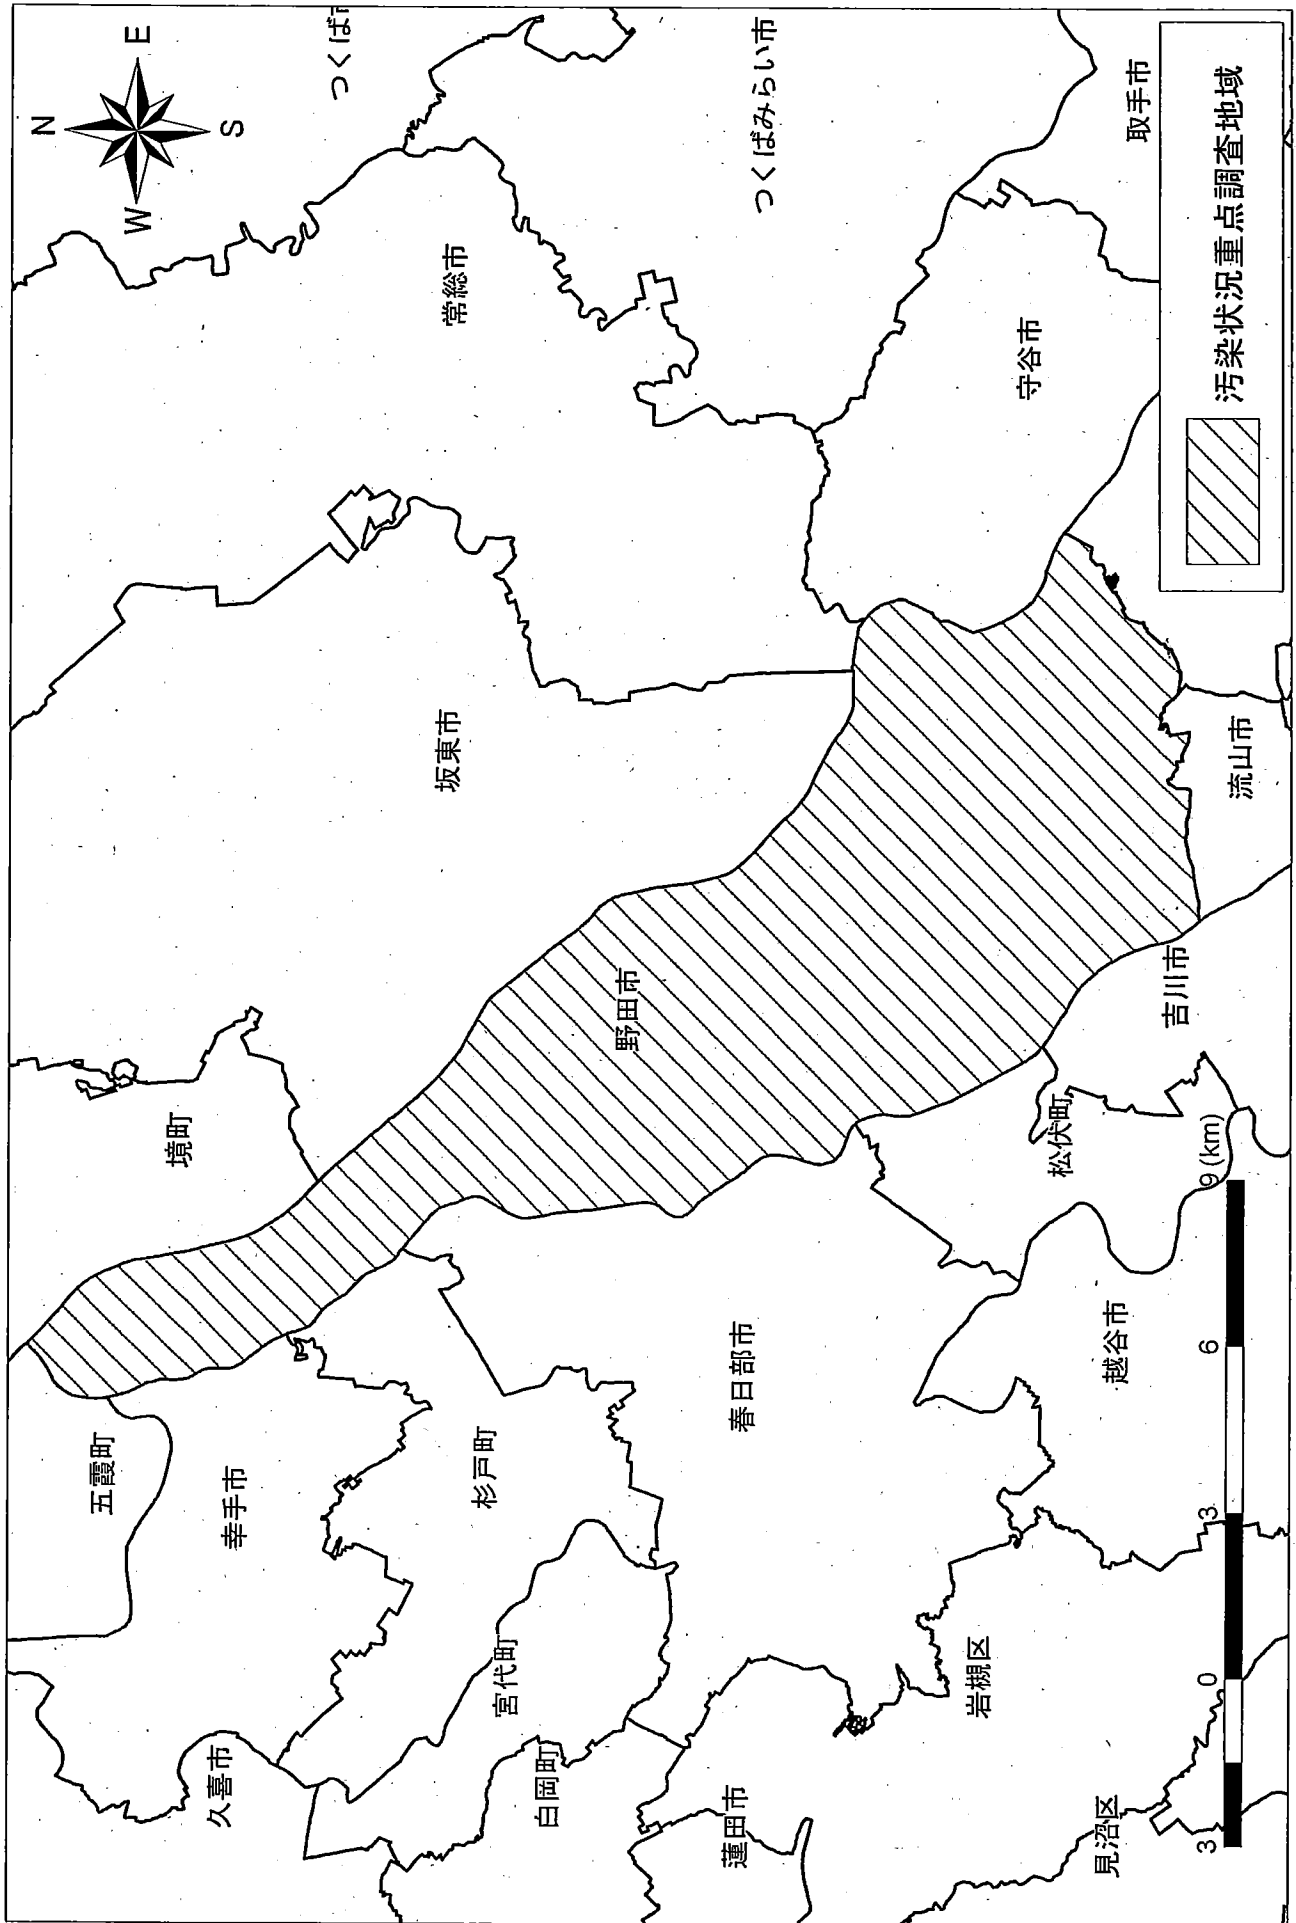 N
E
S
W
つくば市
つくばみらい市
取手市
常総市
守谷市
坂東市
野田市
流山市
境町
吉川市
松伏町
五霞町
幸手市
杉戸町
春日部市
越谷市
宮代町
久喜市
白岡町
蓮田市
岩槻区
見沼区
汚染状況重点調査地域
3 0 3 6 9 (km)